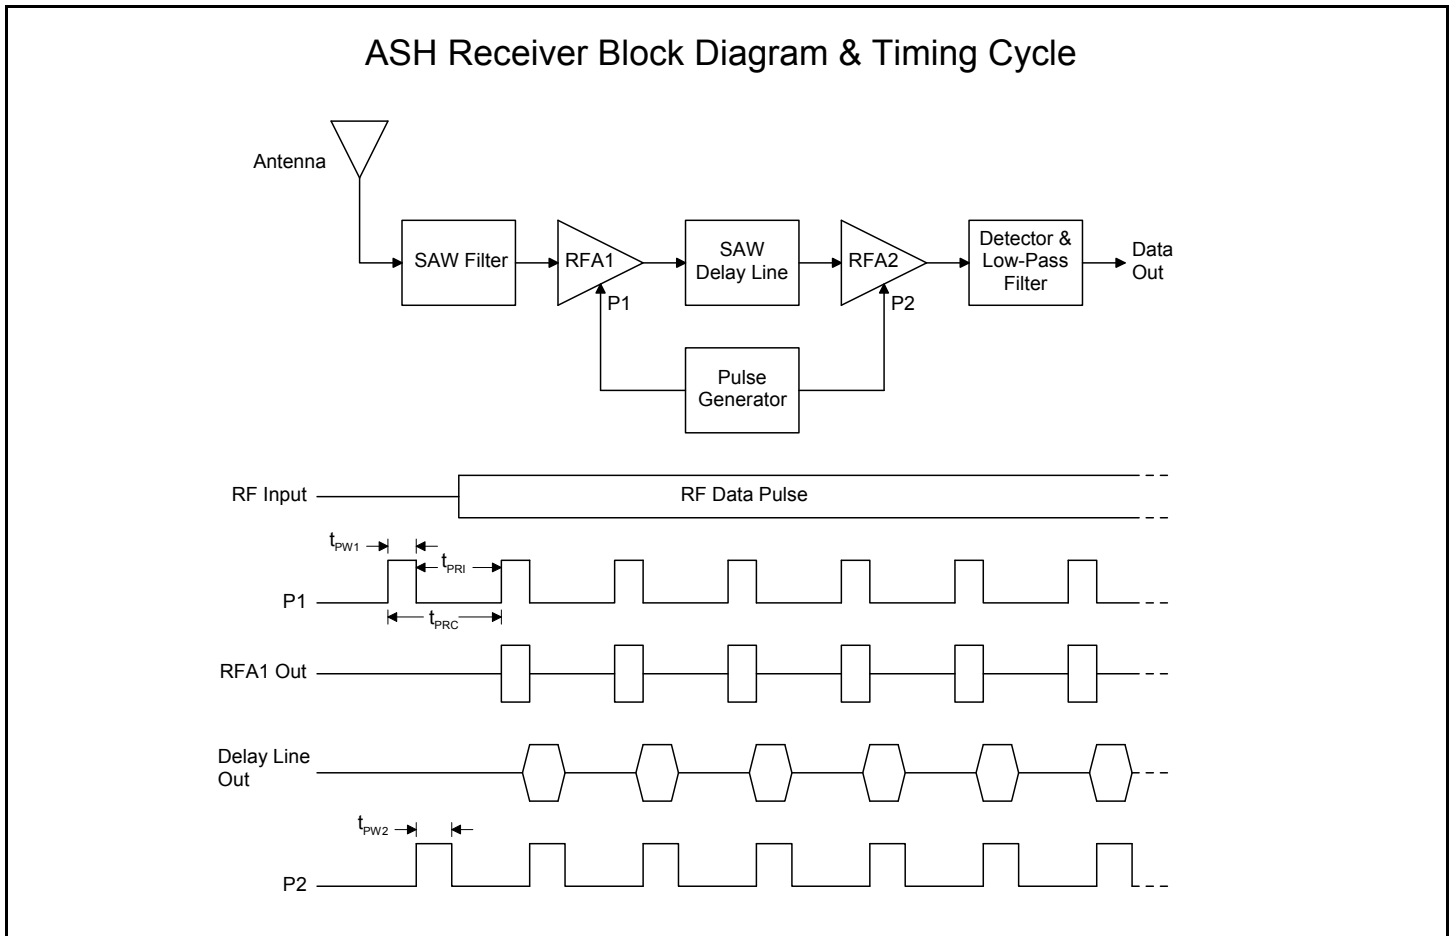 ASH Receiver Block Diagram & Timing Cycle
Antenna
SAW Filter
RFA1
SAW
Delay Line
RFA2
Detector &
Low-Pass
Filter
Data
Out
P1
P2
Pulse
Generator
RF Input
RF Data Pulse
tPW1
tPRI
P1
tPRC
RFA1 Out
Delay Line
Out
tPW2
P2